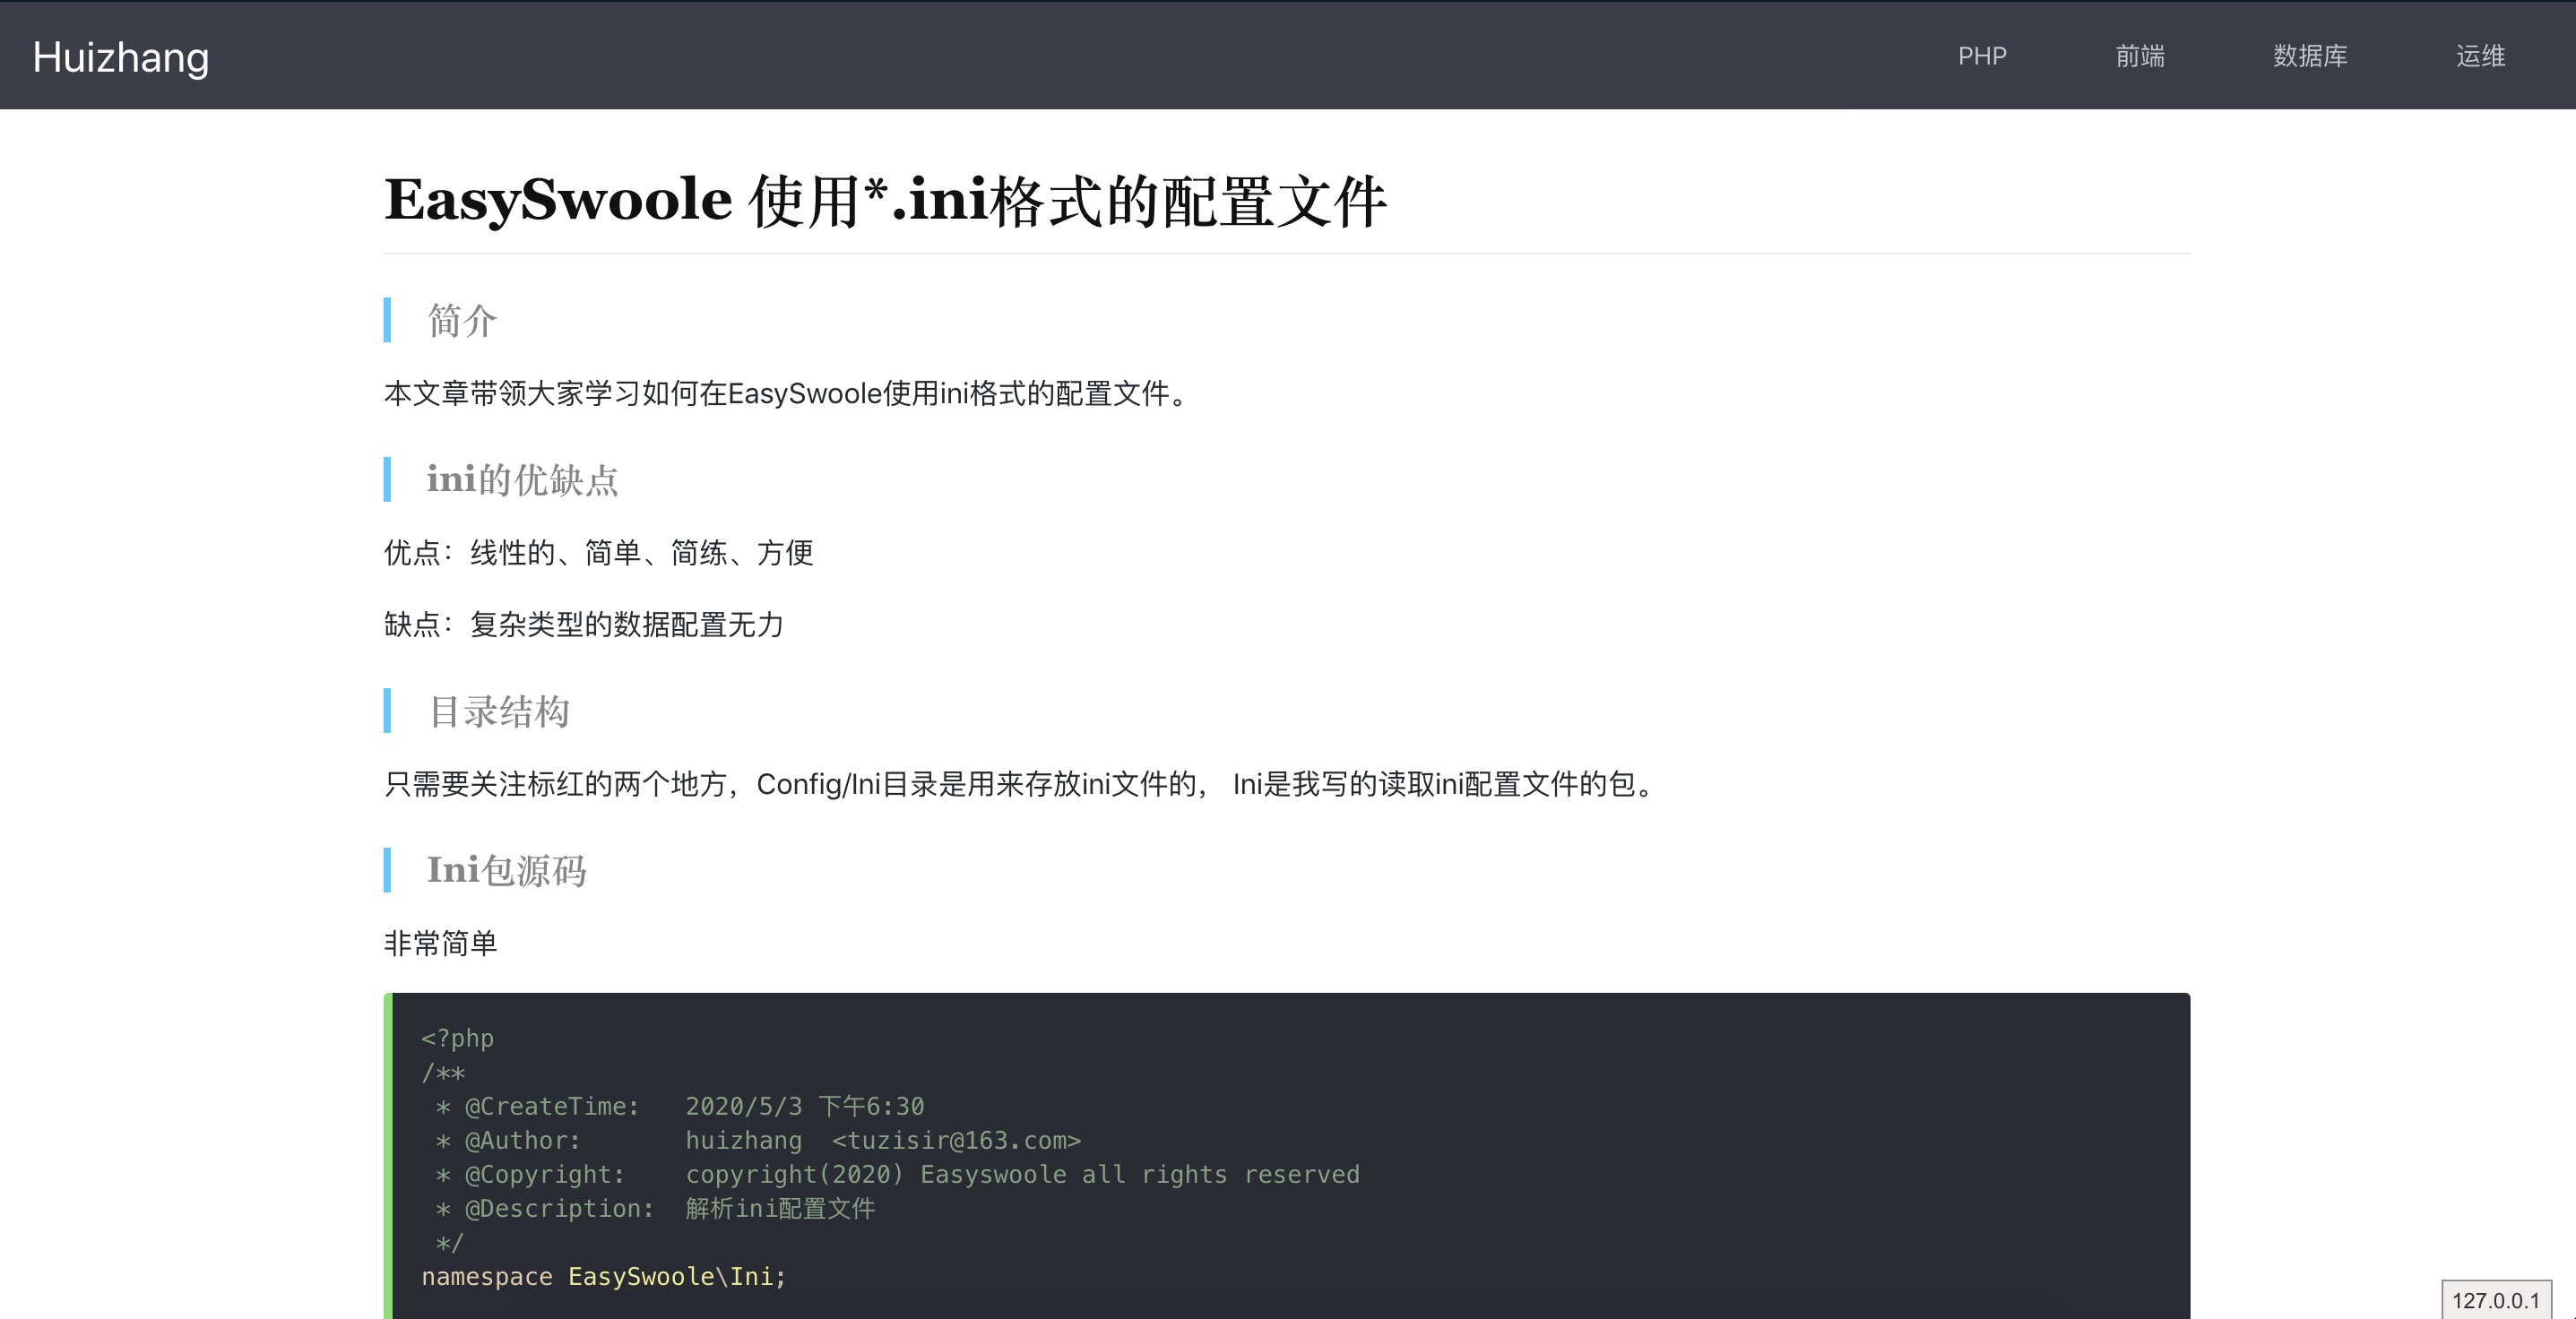 Huizhang
PHP 前端 数据库 运维
EasySwoole 使用*.ini格式的配置文件
简介
本文章带领大家学习如何在EasySwoole使用ini格式的配置文件。
ini的优缺点
优点：线性的、简单、简练、方便
缺点：复杂类型的数据配置无力
目录结构
只需要关注标红的两个地方，Config/Ini目录是用来存放ini文件的， Ini是我写的读取ini配置文件的包。
Ini包源码
非常简单
<?php
/**
 * @CreateTime:   2020/5/3 下午6:30
 * @Author:       huizhang  <tuzisir@163.com>
 * @Copyright:    copyright(2020) Easyswoole all rights reserved
 * @Description:  解析ini配置文件
 */
namespace EasySwoole\Ini;
127.0.0.1